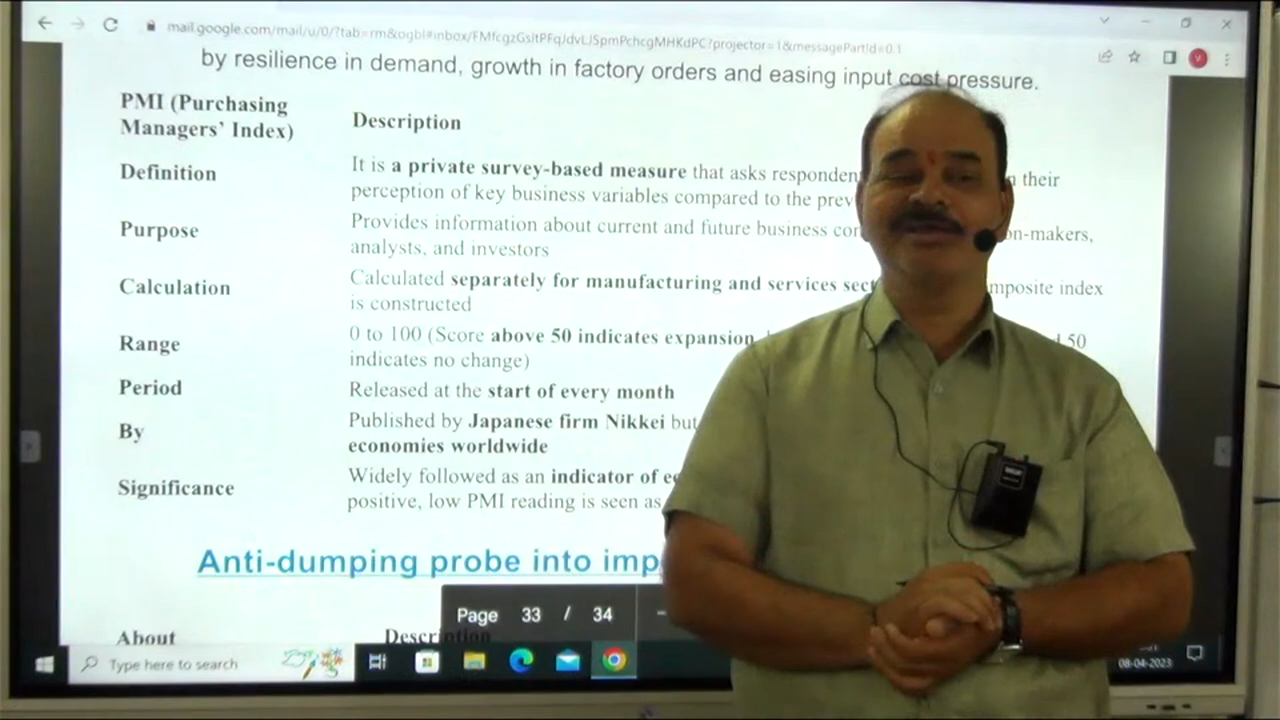 mail.google.com/mail/u/0/?tab=rm&ogbl#inbox/FMfcgzGsltPFqJdvLJSpmPchcgMHKdPC?projector=1&messagePartId=0.1
by resilience in demand, growth in factory orders and easing input cost pressure.
PMI (Purchasing
Managers' Index)
Description
Definition
It is a private survey-based measure that asks responden
n their
perception of key business variables compared to the prev
Purpose
Provides information about current and future business con
on-makers,
analysts, and investors
Calculation
Calculated separately for manufacturing and services sect
mposite index
is constructed
Range
0 to 100 (Score above 50 indicates expansion
50
indicates no change)
Period
Released at the start of every month
By
Published by Japanese firm Nikkei but
economies worldwide
Significance
Widely followed as an indicator of ec
positive, low PMI reading is seen as
Anti-dumping probe into imp
Page 33 / 34
About
Description
Type here to search
08-04-2023